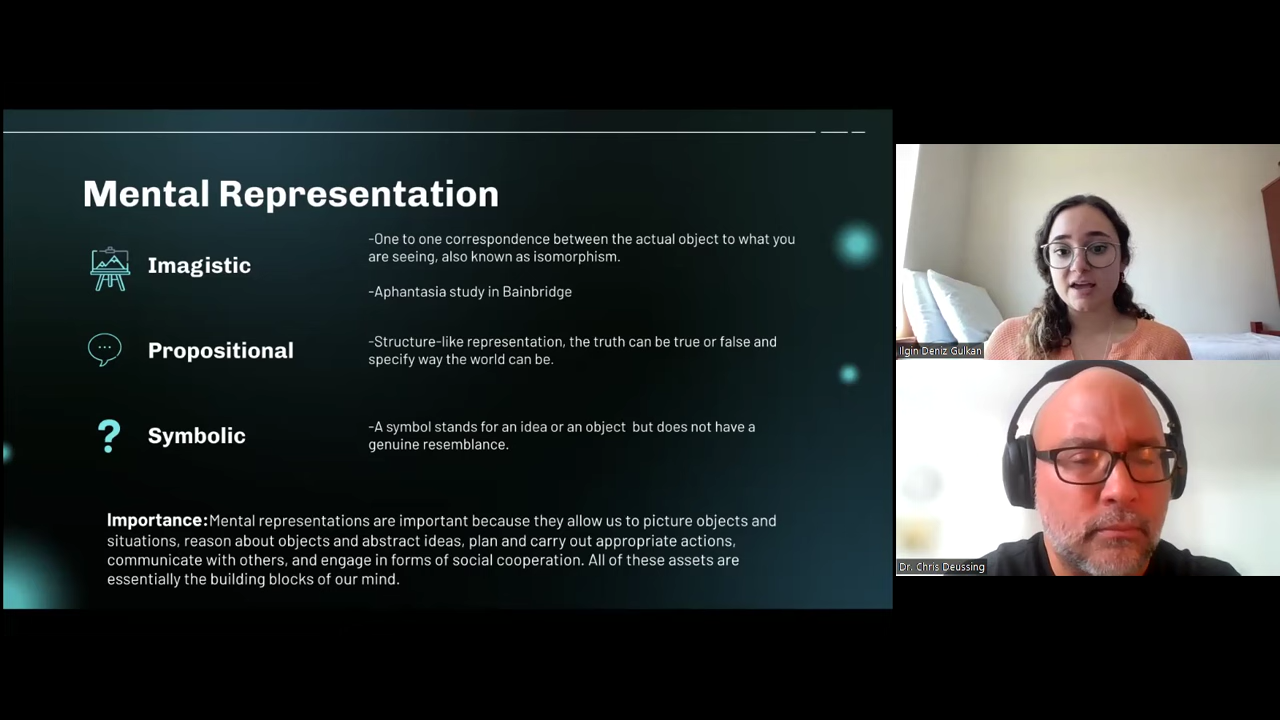 Mental Representation
Imagistic
-One to one correspondence between the actual object to what you
are seeing, also known as isomorphism.
-Aphantasia study in Bainbridge
Propositional
-Structure-like representation, the truth can be true or false and
specify way the world can be.
?
Symbolic
-A symbol stands for an idea or an object but does not have a
genuine resemblance.
Importance:Mental representations are important because they allow us to picture objects and
situations, reason about objects and abstract ideas, plan and carry out appropriate actions,
communicate with others, and engage in forms of social cooperation. All of these assets are
essentially the building blocks of our mind.
Ilgin Deniz Gulkan
Dr. Chris Deussing